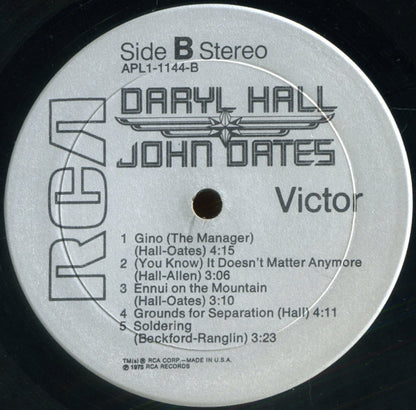 Side B Stereo
APL1-1144-B
DARYL HALL
JOHN OATES
RCA
Victor
1 Gino (The Manager)
(Hall-Oates) 4:15
2 (You Know) It Doesn't Matter Anymore
(Hall-Allen) 3:06
3 Ennui on the Mountain
(Hall-Oates) 3:10
4 Grounds for Separation (Hall) 4:11
5 Soldering
(Beckford-Ranglin) 3:23
TM(s) ® RCA CORP.—MADE IN U.S.A.
℗ 1975 RCA RECORDS